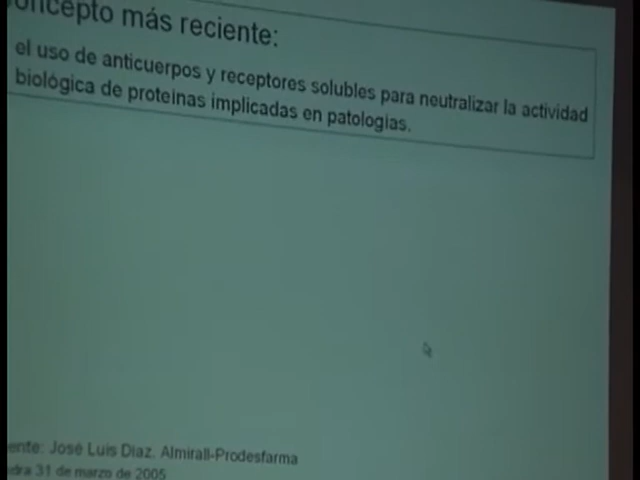 oncepto más reciente:
el uso de anticuerpos y receptores solubles para neutralizar la actividad
biológica de proteínas implicadas en patologías.
ente: José Luis Díaz. Almirall-Prodesfarma
dra 31 de marzo de 2005